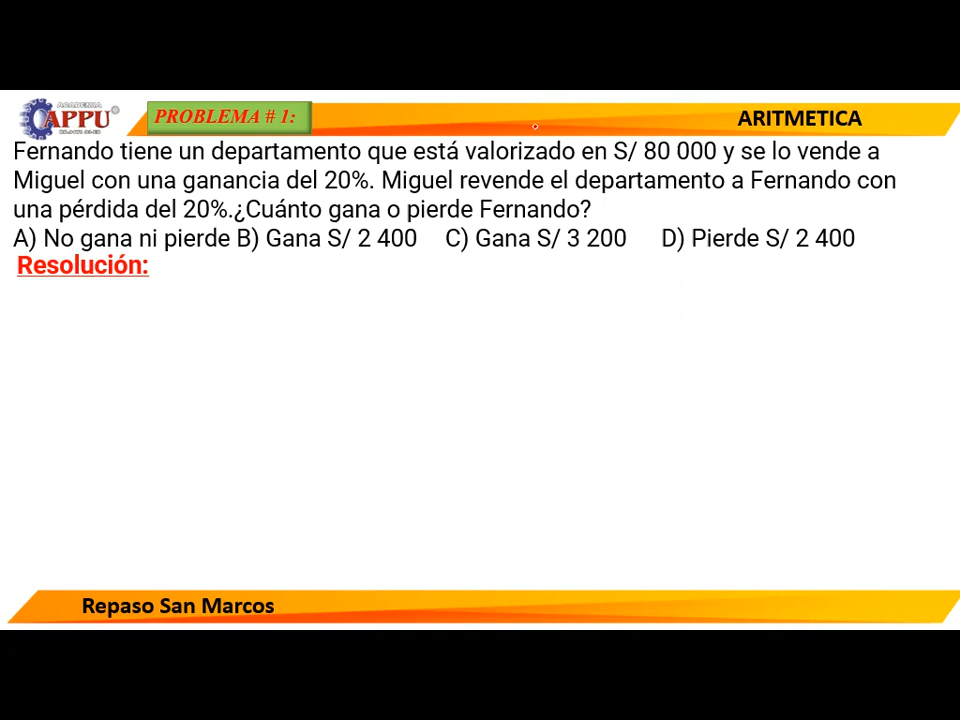 ACADEMIA
APPU
PROBLEMA # 1:
ARITMETICA
Fernando tiene un departamento que está valorizado en S/ 80 000 y se lo vende a
Miguel con una ganancia del 20%. Miguel revende el departamento a Fernando con
una pérdida del 20%.¿Cuánto gana o pierde Fernando?
A) No gana ni pierde B) Gana S/ 2 400 C) Gana S/ 3 200 D) Pierde S/ 2 400
Resolución:
Repaso San Marcos